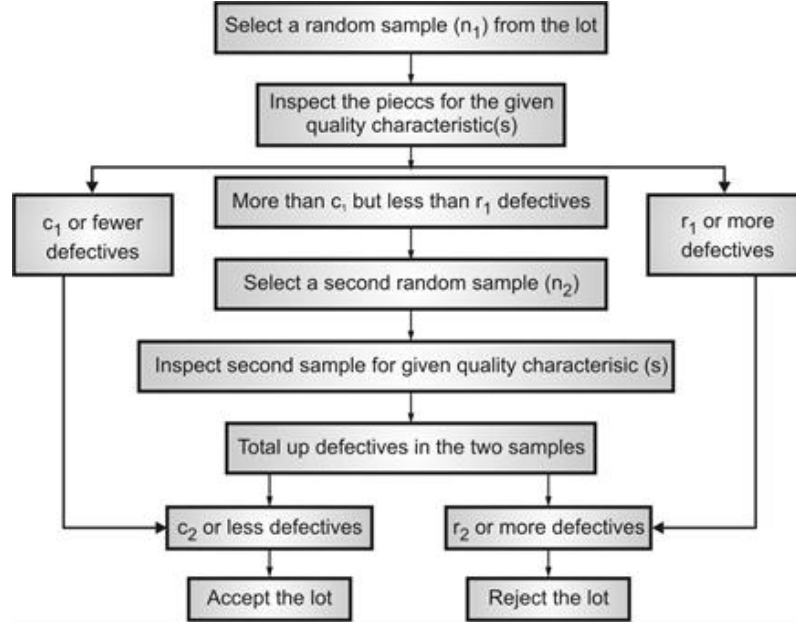 Select a random sample (n₁) from the lot
Inspect the pieccs for the given
quality characteristic(s)
c₁ or fewer
defectives
More than c₁ but less than r₁ defectives
r₁ or more
defectives
Select a second random sample (n₂)
Inspect second sample for given quality characterisic (s)
Total up defectives in the two samples
c₂ or less defectives
r₂ or more defectives
Accept the lot
Reject the lot